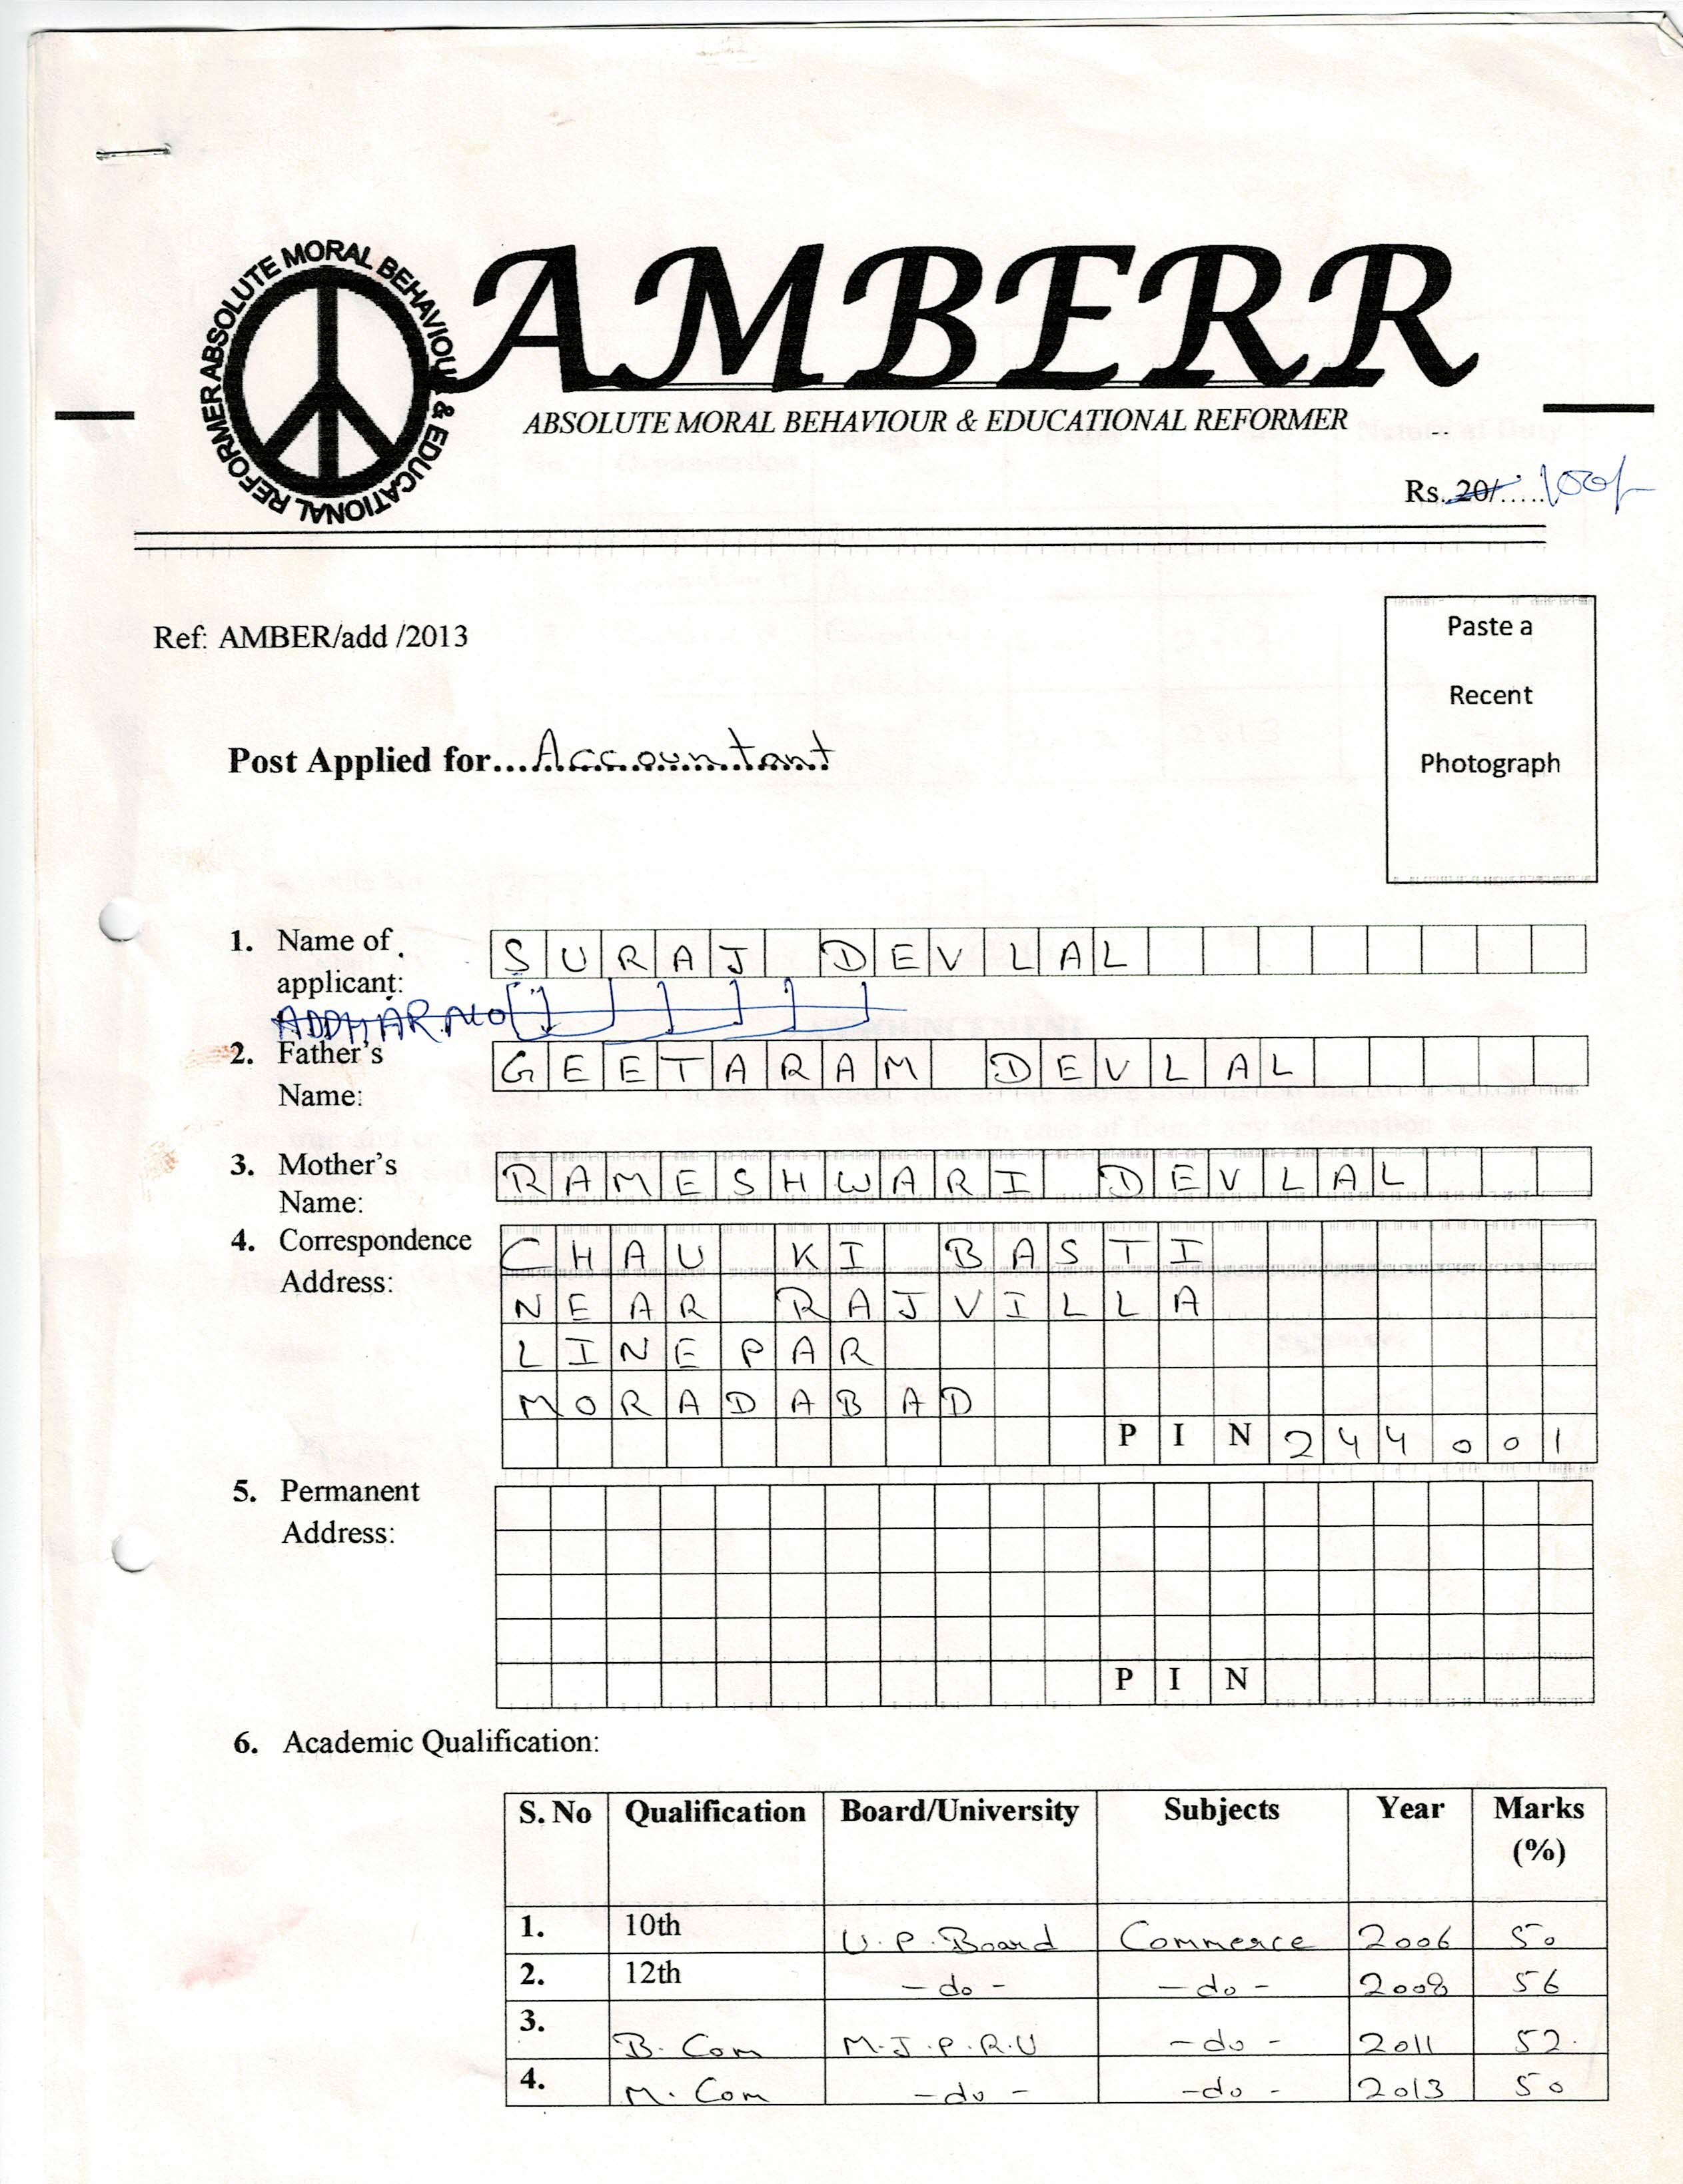 ABSOLUTE MORAL BEHAVIOUR & EDUCATIONAL REFORMER
AMBERR
ABSOLUTE MORAL BEHAVIOUR & EDUCATIONAL REFORMER
Rs. 20/..... 100/-
Ref: AMBER/add /2013
Paste a
Recent
Photograph
Post Applied for...Accountant
1. Name of applicant: SURAJ DEVLAL
ADDHAR NO
2. Father's Name: GEETARAM DEVLAL
3. Mother's Name: RAMESHWARI DEVLAL
4. Correspondence Address: CHAU KI BASTI
NEAR RAJVILLA
LINEPAR
MORADABAD
PIN 244001
5. Permanent Address:
PIN
6. Academic Qualification:
S. No Qualification Board/University Subjects Year Marks (%)
1. 10th U.P. Board Commerce 2006 50
2. 12th -do- -do- 2008 56
3. B. Com M.J.P.R.U -do- 2011 52
4. M. Com -do- -do- 2013 50